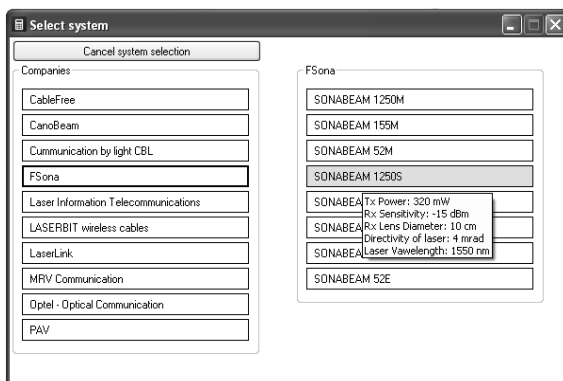 Select system
Cancel system selection
Companies
CableFree
CanoBeam
Cummunication by light CBL
FSona
Laser Information Telecommunications
LASERBIT wireless cables
LaserLink
MRV Communication
Optel - Optical Communication
PAV
FSona
SONABEAM 1250M
SONABEAM 155M
SONABEAM 52M
SONABEAM 1250S
SONABEA
SONABEA
SONABEA
SONABEAM 52E
Tx Power: 320 mW
Rx Sensitivity: -15 dBm
Rx Lens Diameter: 10 cm
Directivity of laser: 4 mrad
Laser Vawelength: 1550 nm